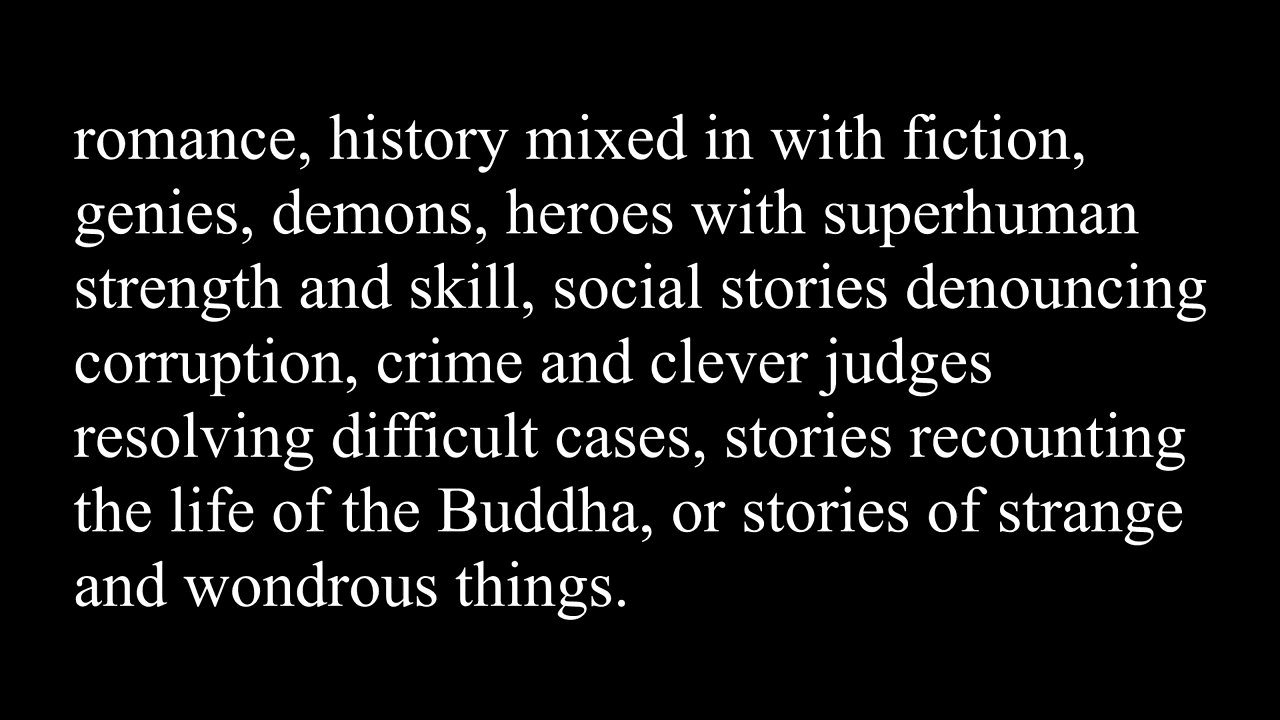 romance, history mixed in with fiction,
genies, demons, heroes with superhuman
strength and skill, social stories denouncing
corruption, crime and clever judges
resolving difficult cases, stories recounting
the life of the Buddha, or stories of strange
and wondrous things.